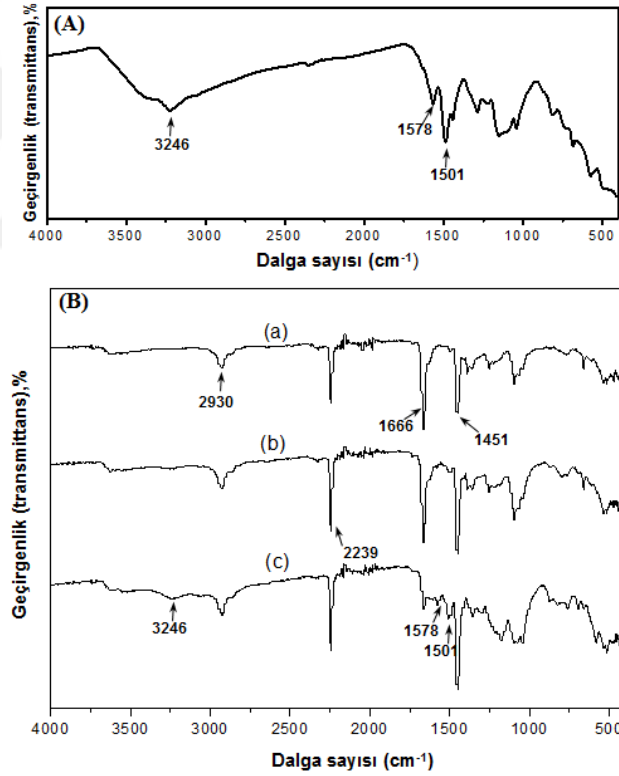 (A)
Geçirgenlik (transmittans),%
3246
1578
1501
4000 3500 3000 2500 2000 1500 1000 500
Dalga sayısı (cm⁻¹)
(B)
Geçirgenlik (transmittans),%
(a)
2930
1666
1451
(b)
2239
(c)
3246
1578
1501
4000 3500 3000 2500 2000 1500 1000 500
Dalga sayısı (cm⁻¹)